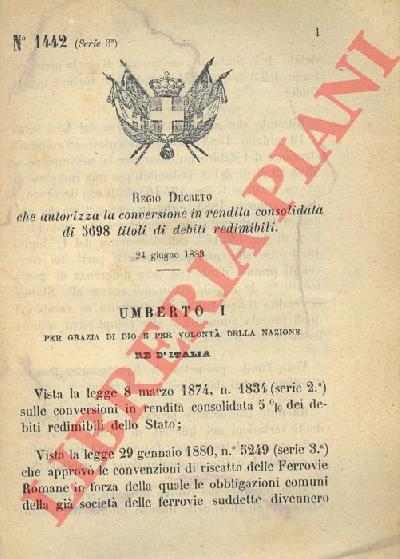 N° 1442 (Serie 3ª)
1
REGIO DECRETO
che autorizza la conversione in rendita consolidata
di 3698 titoli di debiti redimibili.
24 giugno 1883
UMBERTO I
PER GRAZIA DI DIO E PER VOLONTÀ DELLA NAZIONE
RE D'ITALIA
Vista la legge 8 marzo 1874, n. 1834 (serie 2.ª)
sulle conversioni in rendita consolidata 5 % dei de-
biti redimibili dello Stato;
Vista la legge 29 gennaio 1880, n.° 5249 (serie 3.ª)
che approvò le convenzioni di riscatto delle Ferrovie
Romane in forza della quale le obbligazioni comuni
della già società delle ferrovie suddette divennero
LIBRERIA PIANI
LIBRERIA PIANI